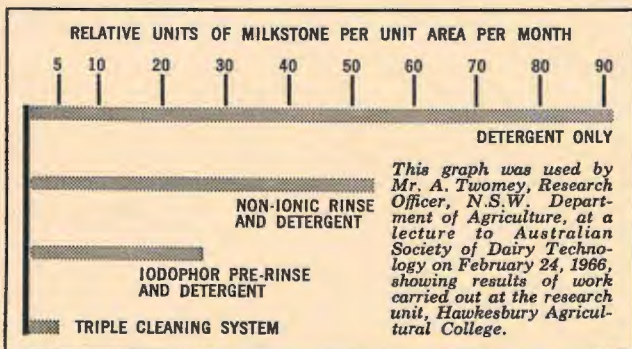 RELATIVE UNITS OF MILKSTONE PER UNIT AREA PER MONTH
5 10 20 30 40 50 60 70 80 90
DETERGENT ONLY
NON-IONIC RINSE
AND DETERGENT
IODOPHOR PRE-RINSE
AND DETERGENT
TRIPLE CLEANING SYSTEM
This graph was used by
Mr. A. Twomey, Research
Officer, N.S.W. Depart-
ment of Agriculture, at a
lecture to Australian
Society of Dairy Techno-
logy on February 24, 1966,
showing results of work
carried out at the research
unit, Hawkesbury Agricul-
tural College.